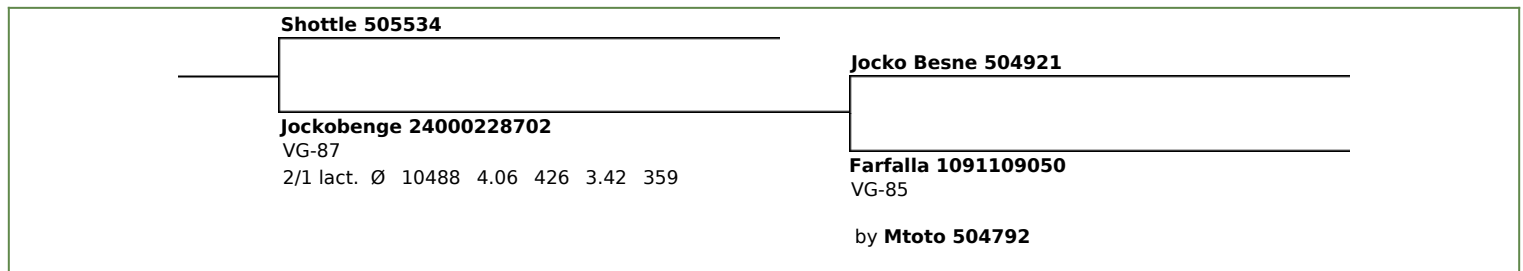 Shottle 505534
Jocko Besne 504921
Jockobenge 24000228702
VG-87
2/1 lact. Ø 10488 4.06 426 3.42 359
Farfalla 1091109050
VG-85
by Mtoto 504792